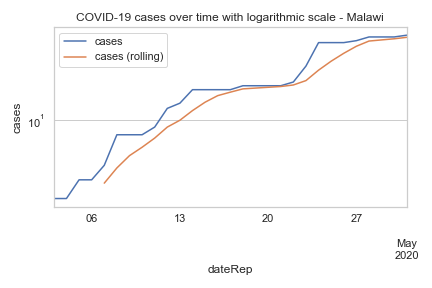 COVID-19 cases over time with logarithmic scale - Malawi
cases
cases (rolling)
cases
10¹
06
13
20
27
May
2020
dateRep